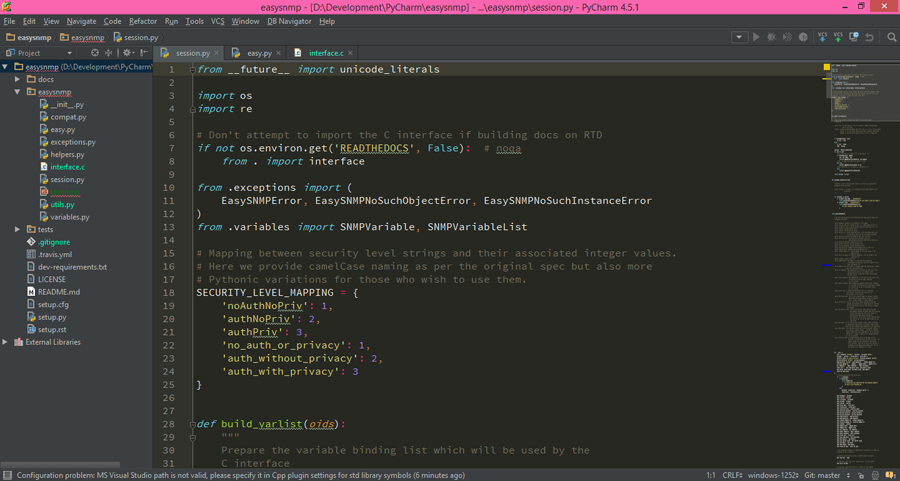 easysnmp - [D:\Development\PyCharm\easysnmp] - ...\easysnmp\session.py - PyCharm 4.5.1
File Edit View Navigate Code Refactor Run Tools VCS Window DB Navigator Help
easysnmp easysnmp session.py
VCS VCS
Project
session.py easy.py interface.c
easysnmp (D:\Development\PyCharm\
docs
easysnmp
__init__.py
compat.py
easy.py
exceptions.py
helpers.py
interface.c
session.py
utils.py
variables.py
tests
.gitignore
.travis.yml
dev-requirements.txt
LICENSE
README.md
setup.cfg
setup.py
setup.rst
External Libraries
1 from __future__ import unicode_literals
2
3 import os
4 import re
5
6 # Don't attempt to import the C interface if building docs on RTD
7 if not os.environ.get('READTHEDOCS', False):  # noqa
8     from . import interface
9
10 from .exceptions import (
11     EasySNMPError, EasySNMPNoSuchObjectError, EasySNMPNoSuchInstanceError
12 )
13 from .variables import SNMPVariable, SNMPVariableList
14
15 # Mapping between security level strings and their associated integer values.
16 # Here we provide camelCase naming as per the original spec but also more
17 # Pythonic variations for those who wish to use them.
18 SECURITY_LEVEL_MAPPING = {
19     'noAuthNoPriv': 1,
20     'authNoPriv': 2,
21     'authPriv': 3,
22     'no_auth_or_privacy': 1,
23     'auth_without_privacy': 2,
24     'auth_with_privacy': 3
25 }
26
27
28 def build_varlist(oids):
29     """
30     Prepare the variable binding list which will be used by the
31     C interface
Configuration problem: MS Visual Studio path is not valid, please specify it in Cpp plugin settings for std library symbols (6 minutes ago) 1:1 CRLF windows-1252 Git: master